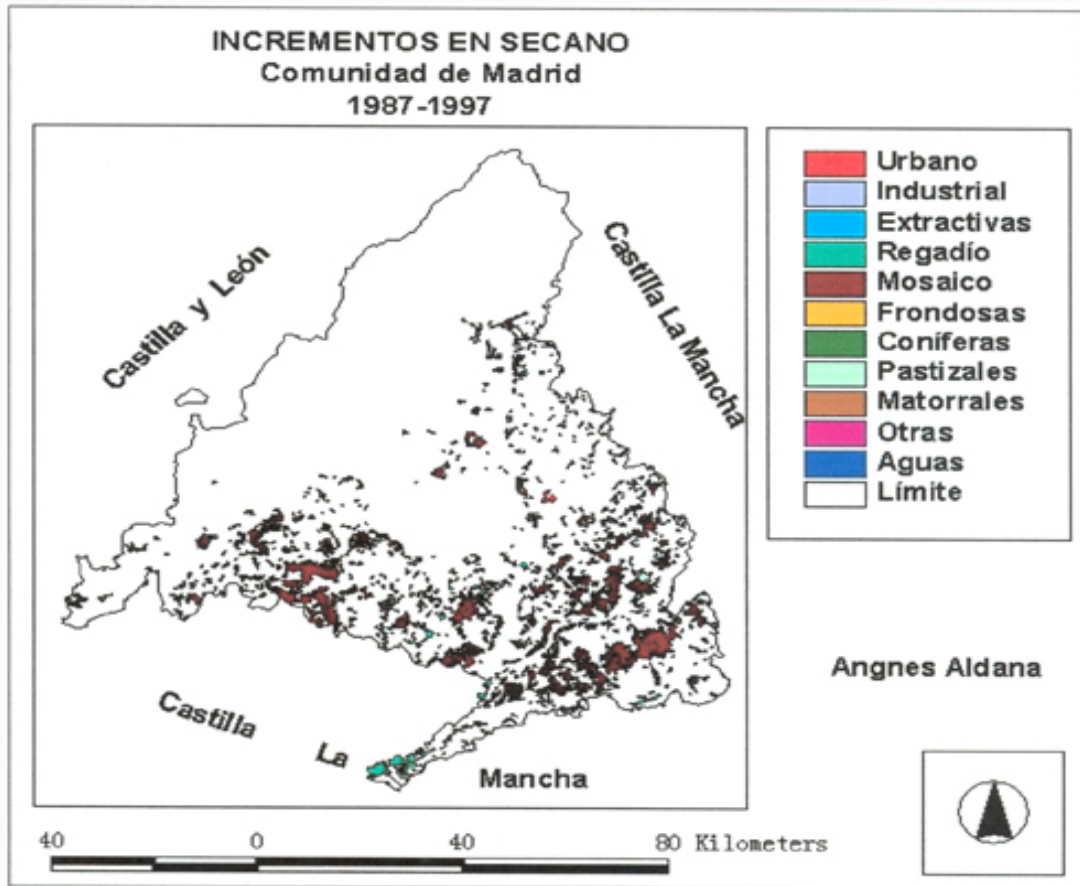 INCREMENTOS EN SECANO
Comunidad de Madrid
1987-1997
Castilla y León
Castilla La Mancha
Castilla La Mancha
Urbano
Industrial
Extractivas
Regadío
Mosaico
Frondosas
Coníferas
Pastizales
Matorrales
Otras
Aguas
Límite
Angnes Aldana
40 0 40 80 Kilometers